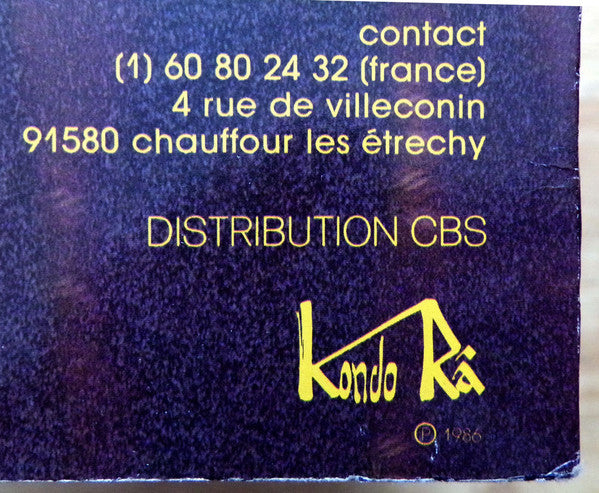 contact
(1) 60 80 24 32 (france)
4 rue de villeconin
91580 chauffour les étrechy
DISTRIBUTION CBS
Kondo Râ
℗ 1986